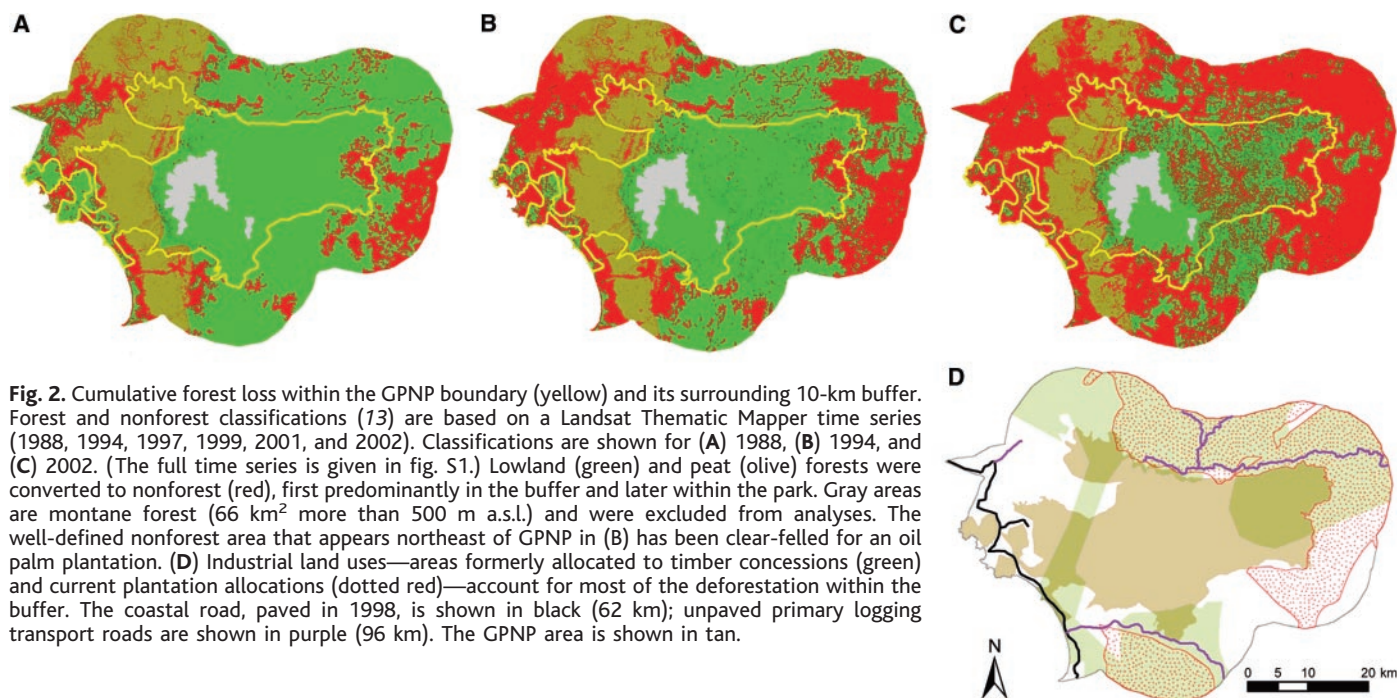 A
B
C
Fig. 2. Cumulative forest loss within the GPNP boundary (yellow) and its surrounding 10-km buffer.
Forest and nonforest classifications (13) are based on a Landsat Thematic Mapper time series
(1988, 1994, 1997, 1999, 2001, and 2002). Classifications are shown for (A) 1988, (B) 1994, and
(C) 2002. (The full time series is given in fig. S1.) Lowland (green) and peat (olive) forests were
converted to nonforest (red), first predominantly in the buffer and later within the park. Gray areas
are montane forest (66 km² more than 500 m a.s.l.) and were excluded from analyses. The
well-defined nonforest area that appears northeast of GPNP in (B) has been clear-felled for an oil
palm plantation. (D) Industrial land uses—areas formerly allocated to timber concessions (green)
and current plantation allocations (dotted red)—account for most of the deforestation within the
buffer. The coastal road, paved in 1998, is shown in black (62 km); unpaved primary logging
transport roads are shown in purple (96 km). The GPNP area is shown in tan.
D
N
0 5 10 20 km